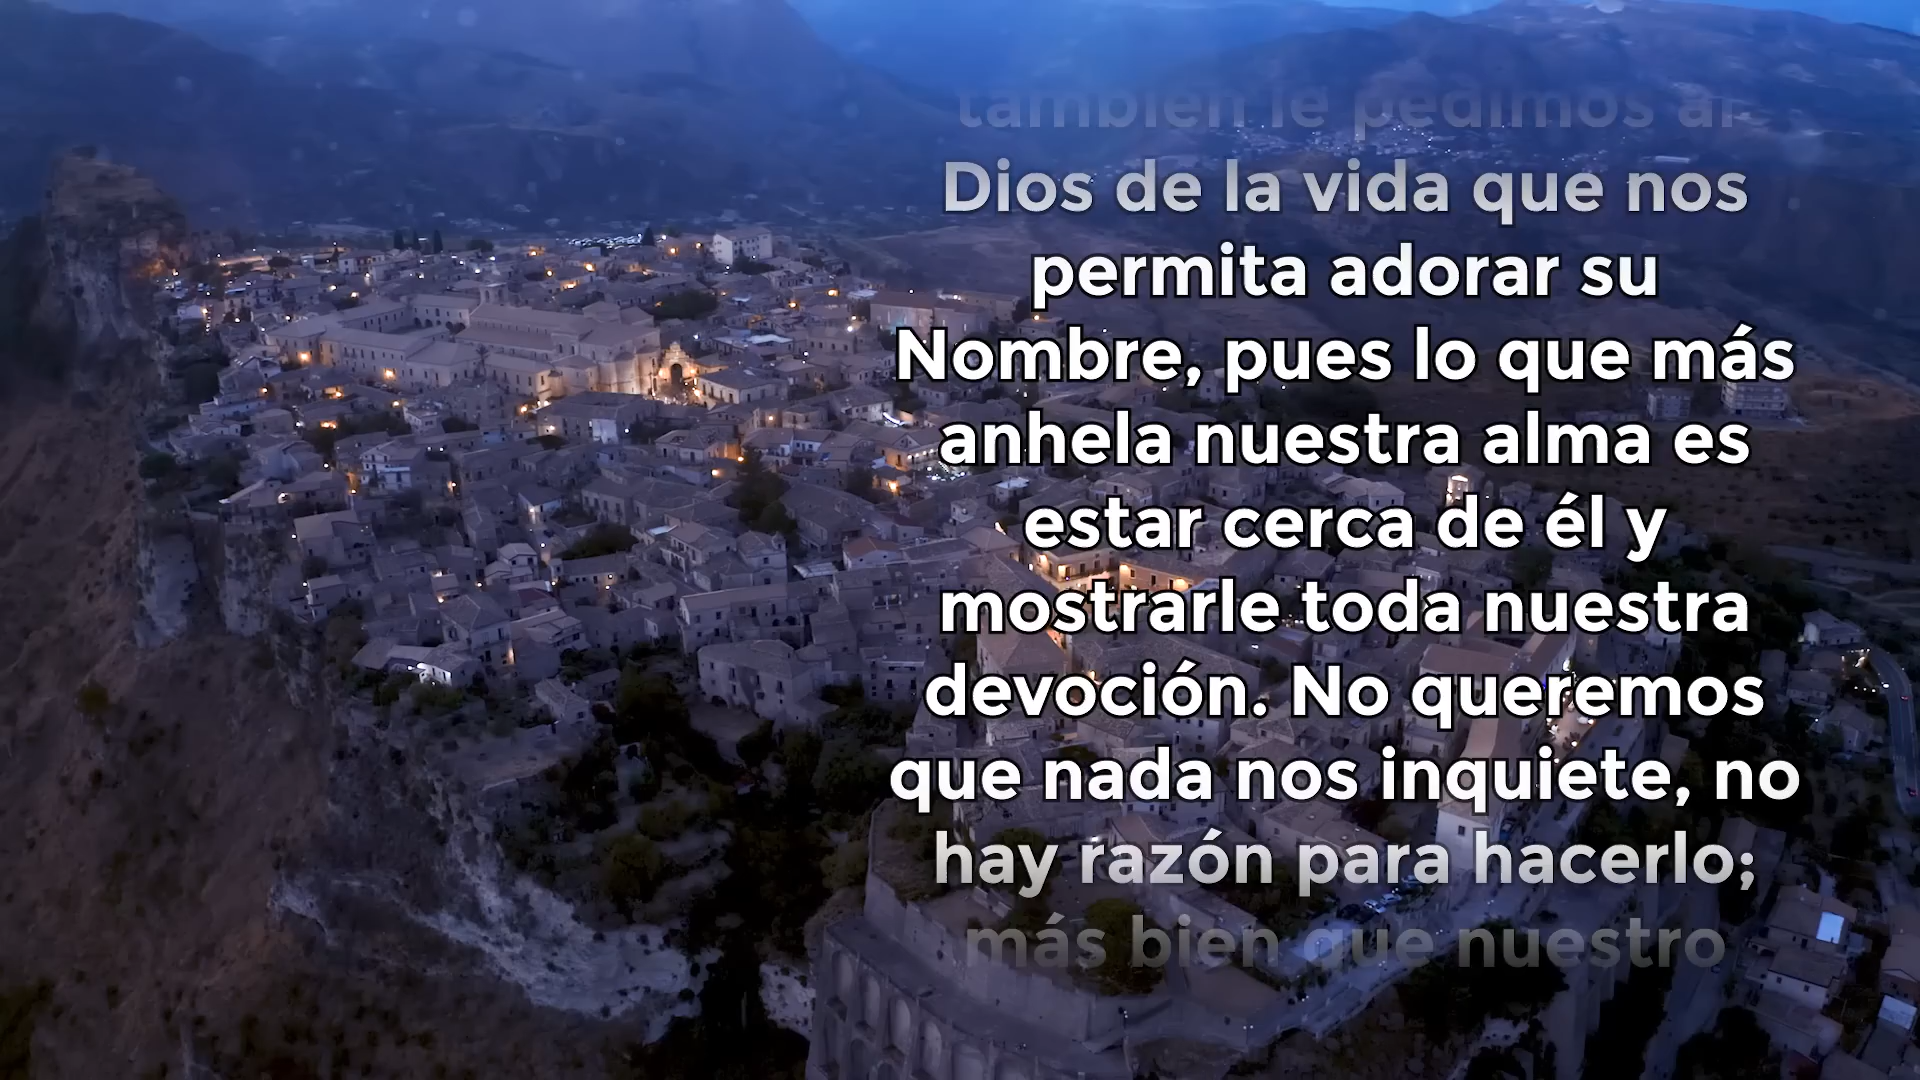 también le pedimos al
Dios de la vida que nos
permita adorar su
Nombre, pues lo que más
anhela nuestra alma es
estar cerca de él y
mostrarle toda nuestra
devoción. No queremos
que nada nos inquiete, no
hay razón para hacerlo;
más bien que nuestro